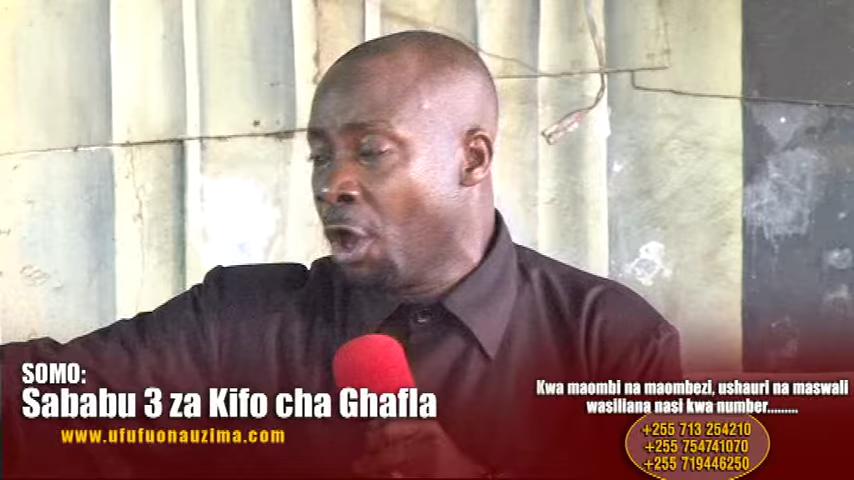 SOMO:
Sababu 3 za Kifo cha Ghafla
www.ufufuonauzima.com
Kwa maombi na maombezi, ushauri na maswali
wasiliana nasi kwa number.........
+255 713 254210
+255 754741070
+255 719446250